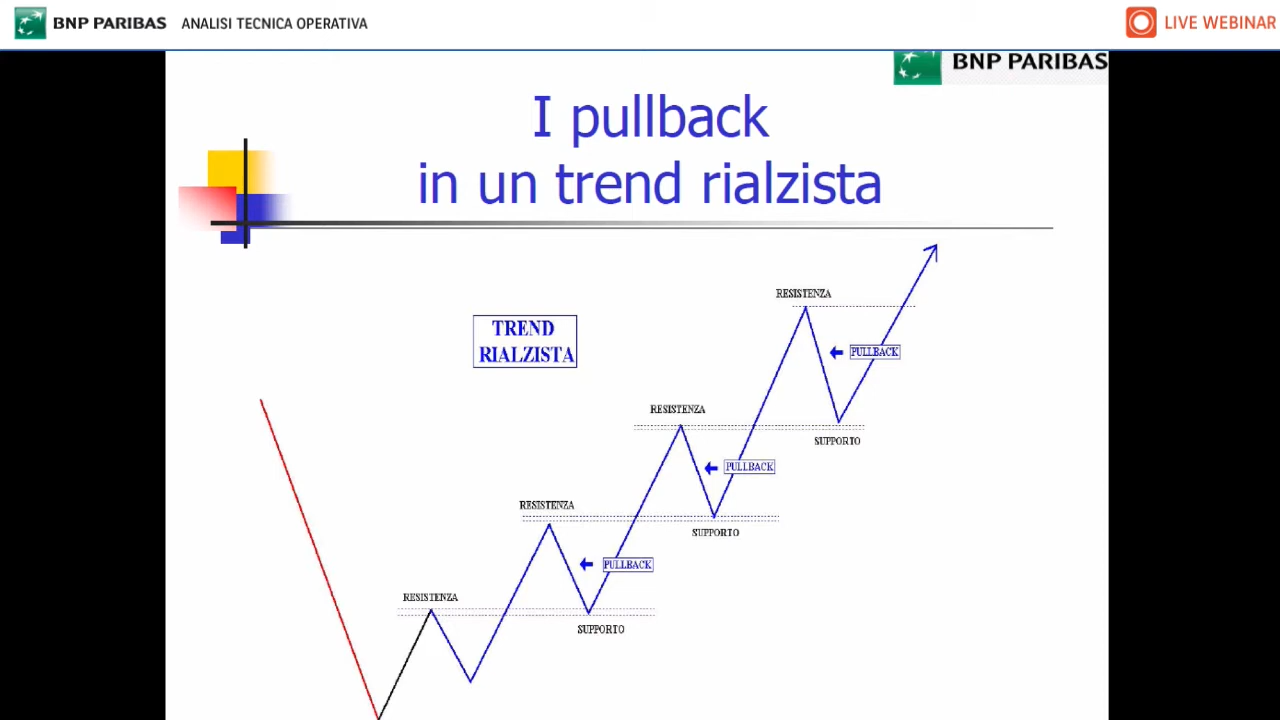 BNP PARIBAS ANALISI TECNICA OPERATIVA
LIVE WEBINAR
BNP PARIBAS
I pullback
in un trend rialzista
RESISTENZA
TREND
RIALZISTA
PULLBACK
RESISTENZA
SUPPORTO
PULLBACK
RESISTENZA
SUPPORTO
PULLBACK
RESISTENZA
SUPPORTO